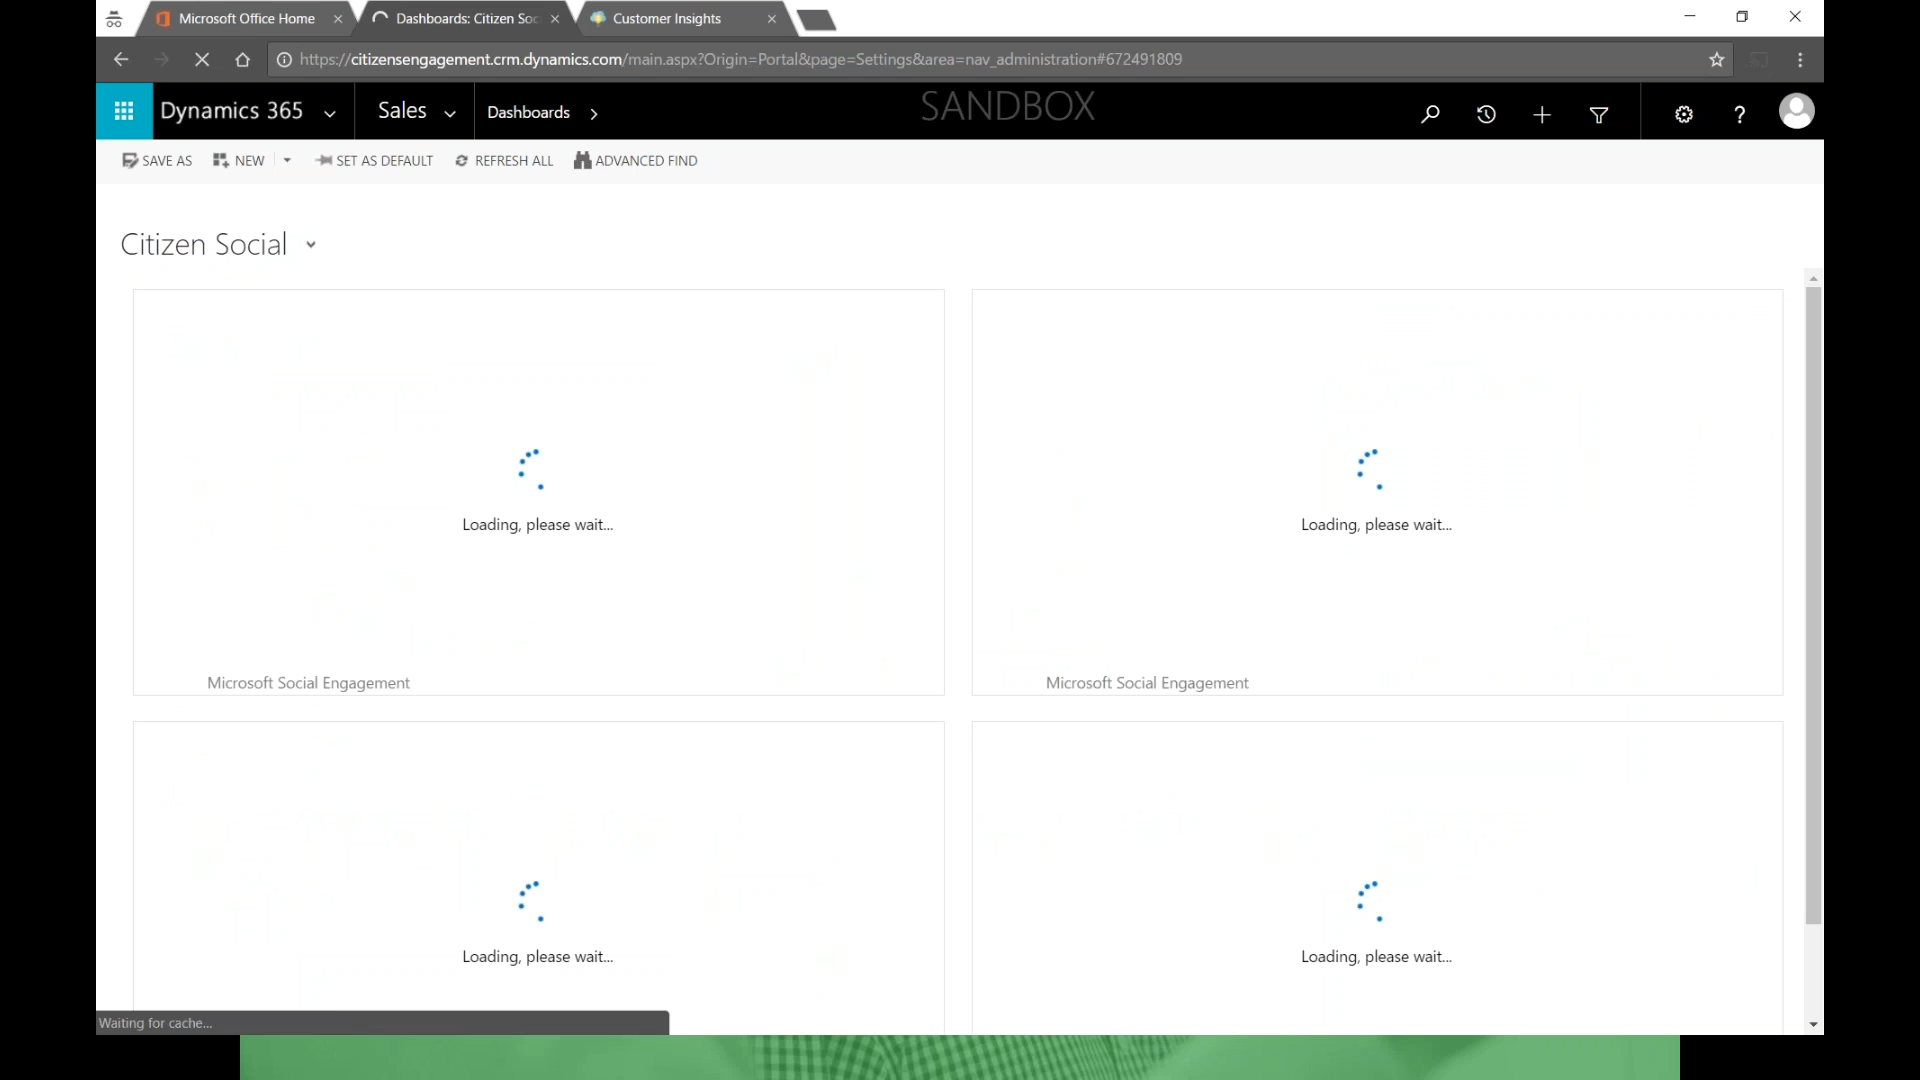 Microsoft Office Home
Dashboards: Citizen Soc
Customer Insights
https://citizensengagement.crm.dynamics.com/main.aspx?Origin=Portal&page=Settings&area=nav_administration#672491809
Dynamics 365
Sales
Dashboards
SANDBOX
SAVE AS
NEW
SET AS DEFAULT
REFRESH ALL
ADVANCED FIND
Citizen Social
Loading, please wait...
Loading, please wait...
Microsoft Social Engagement
Microsoft Social Engagement
Loading, please wait...
Loading, please wait...
Waiting for cache...